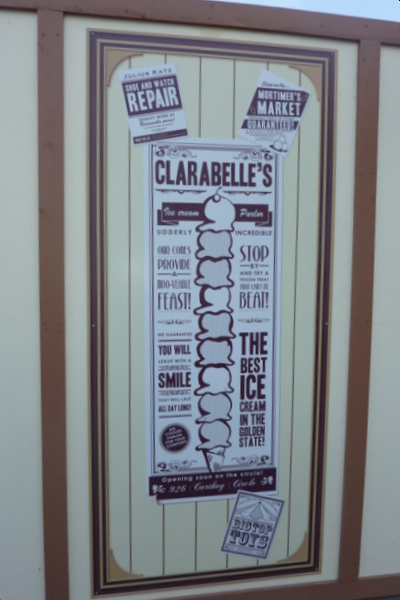 JULIUS KATS
SHOE AND WATCH
REPAIR
MORTIMER'S
MARKET
GUARANTEED!
CLARABELLE'S
Ice cream Parlor
UDDERLY INCREDIBLE
OUR CONES
PROVIDE
A
MOO-VEABLE
FEAST!
STOP
BY
AND TRY A
FROZEN TREAT
THAT CAN'T BE
BEAT!
WE GUARANTEE
YOU WILL
LEAVE WITH A
SMILE
THAT WILL LAST
ALL DAY LONG!
THE
BEST
ICE
CREAM
IN THE
GOLDEN
STATE!
Opening soon on the circle!
926 Carthay Circle
BIGTOP
TOYS